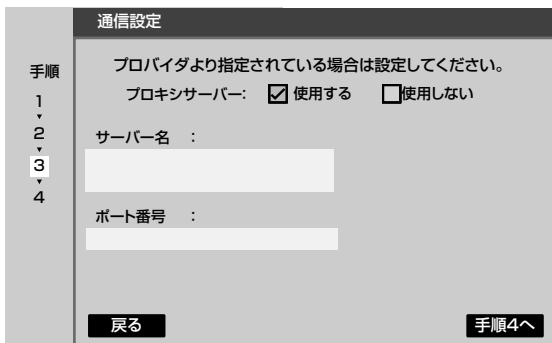 通信設定
手順
1
2
3
4
プロバイダより指定されている場合は設定してください。
プロキシサーバー: 使用する 使用しない
サーバー名 :
ポート番号 :
戻る
手順4へ